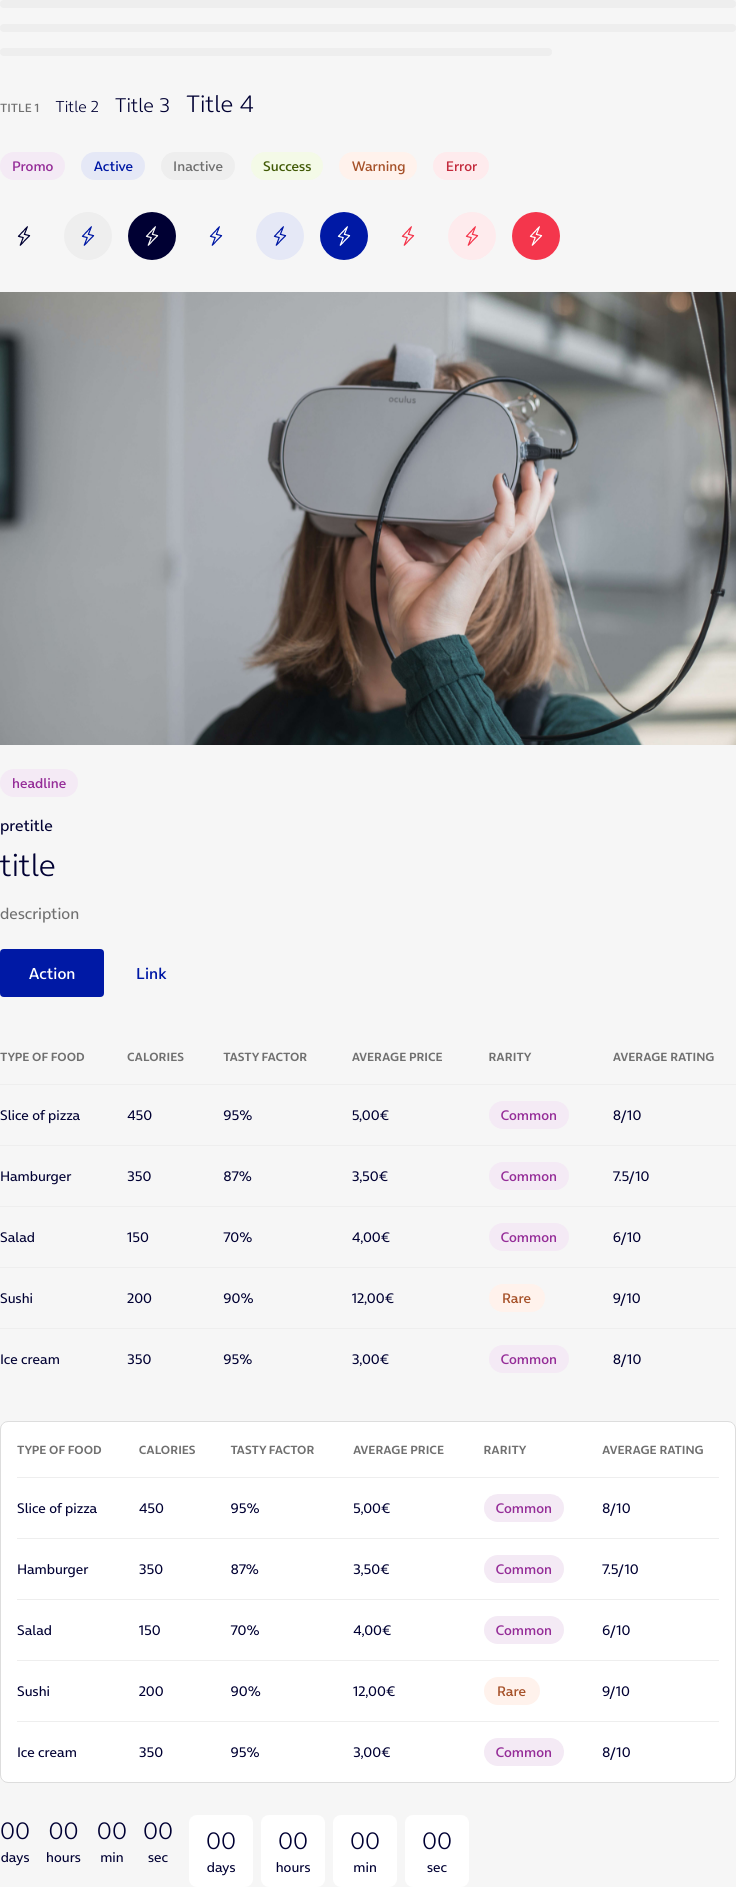 TITLE 1 Title 2 Title 3 Title 4
Promo Active Inactive Success Warning Error
oculus
headline
pretitle
title
description
Action Link
TYPE OF FOOD CALORIES TASTY FACTOR AVERAGE PRICE RARITY AVERAGE RATING
Slice of pizza 450 95% 5,00€ Common 8/10
Hamburger 350 87% 3,50€ Common 7.5/10
Salad 150 70% 4,00€ Common 6/10
Sushi 200 90% 12,00€ Rare 9/10
Ice cream 350 95% 3,00€ Common 8/10
TYPE OF FOOD CALORIES TASTY FACTOR AVERAGE PRICE RARITY AVERAGE RATING
Slice of pizza 450 95% 5,00€ Common 8/10
Hamburger 350 87% 3,50€ Common 7.5/10
Salad 150 70% 4,00€ Common 6/10
Sushi 200 90% 12,00€ Rare 9/10
Ice cream 350 95% 3,00€ Common 8/10
00 00 00 00 00 00 00 00
days hours min sec days hours min sec